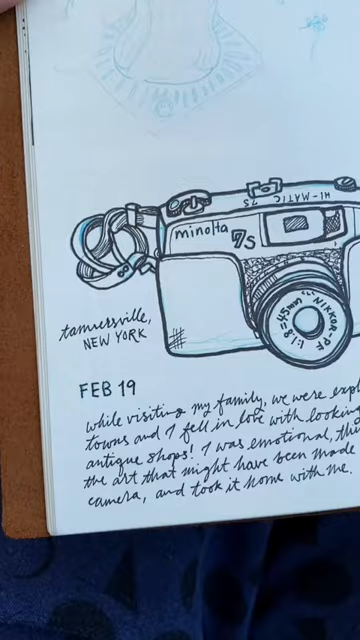 HI-MATIC 7S
minolta 7s
1:1.8 = 45mm NIKKOR-PF
tannersville,
NEW YORK
FEB 19
while visiting my family, we were expl
towns and I fell in love with looking
antique shops! I was emotional, thi
the art that might have been made
camera, and took it home with me.